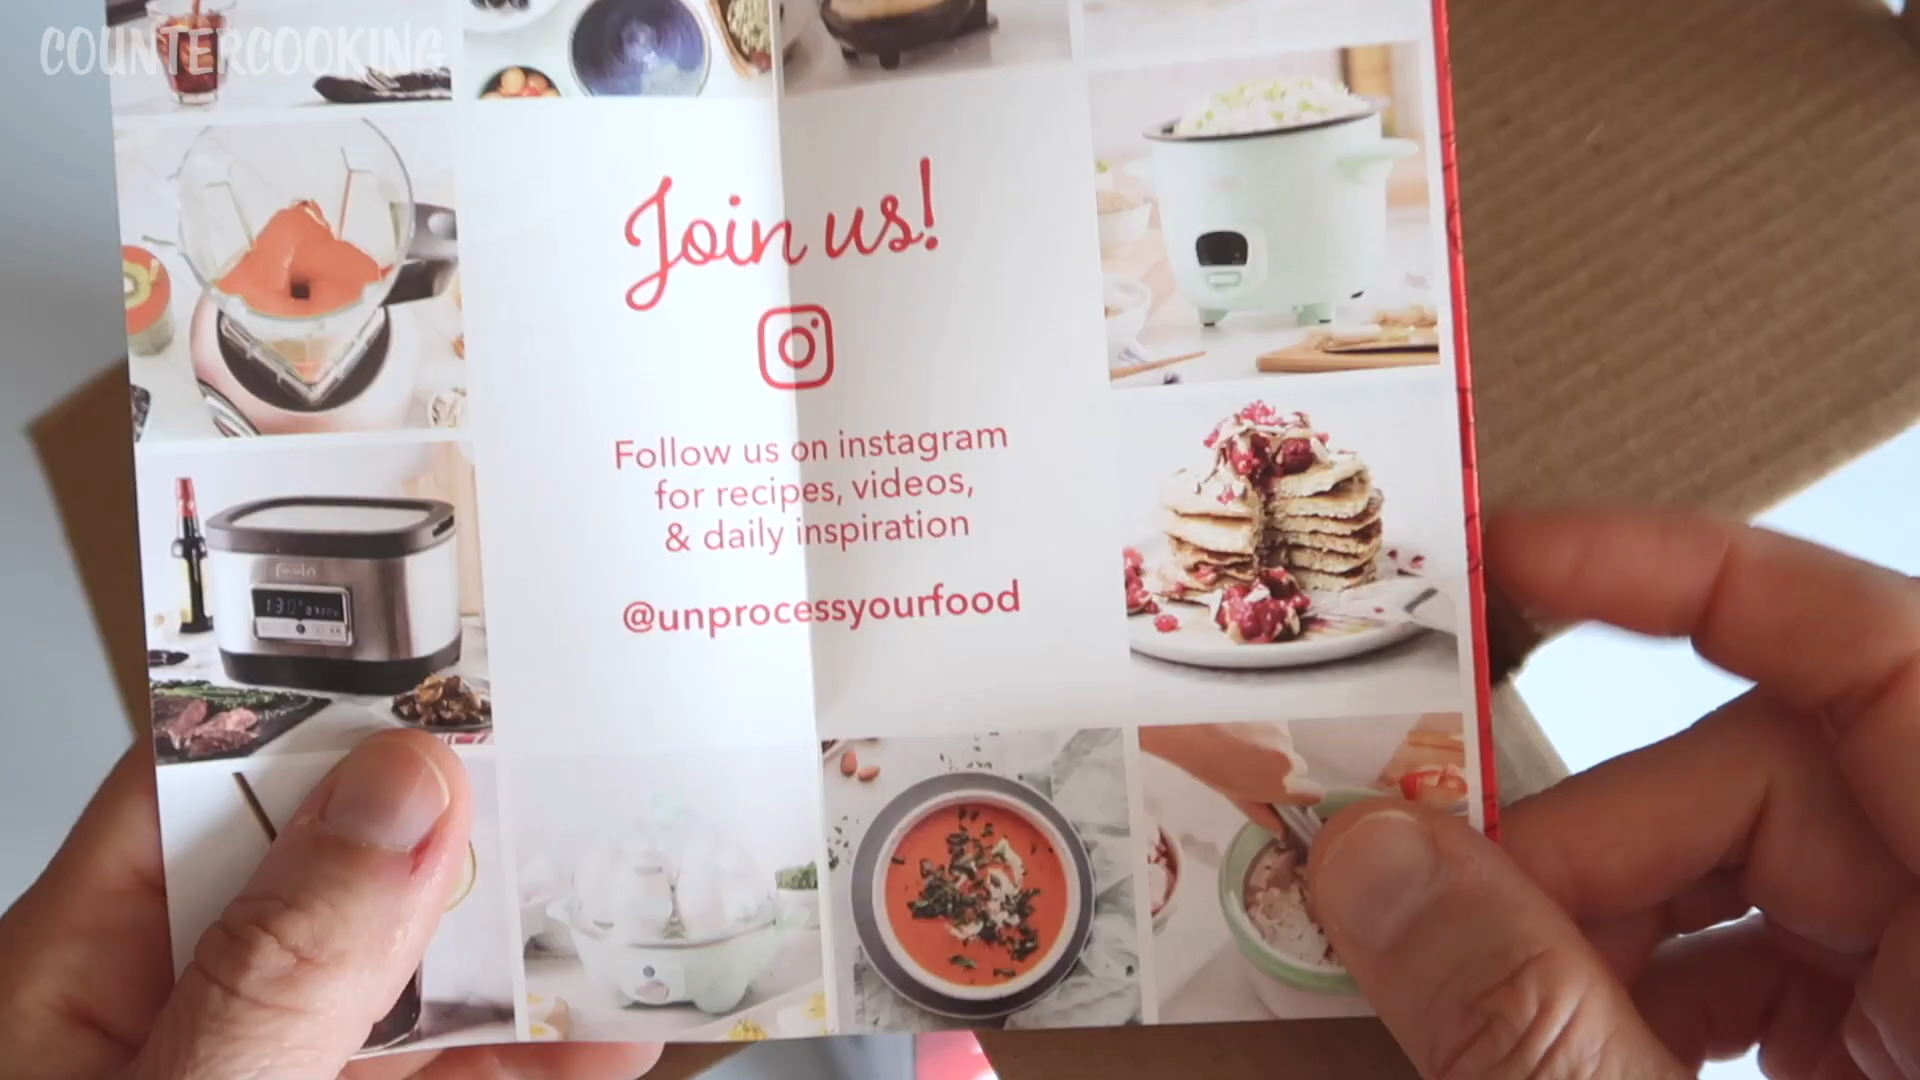 COUNTERCOOKING
Join us!
Follow us on instagram
for recipes, videos,
& daily inspiration
@unprocessyourfood